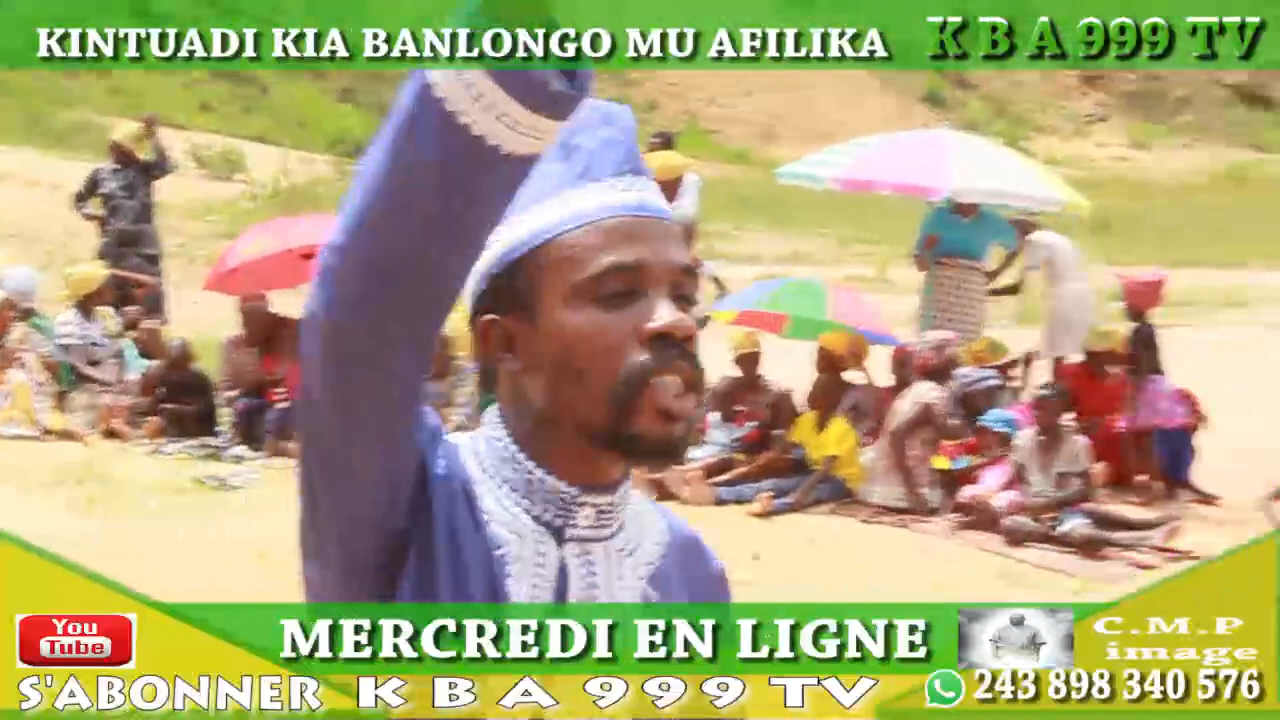 KINTUADI KIA BANLONGO MU AFILIKA
K B A 999 TV
MERCREDI EN LIGNE
You
Tube
C.M.P
image
S'ABONNER K B A 999 TV
243 898 340 576